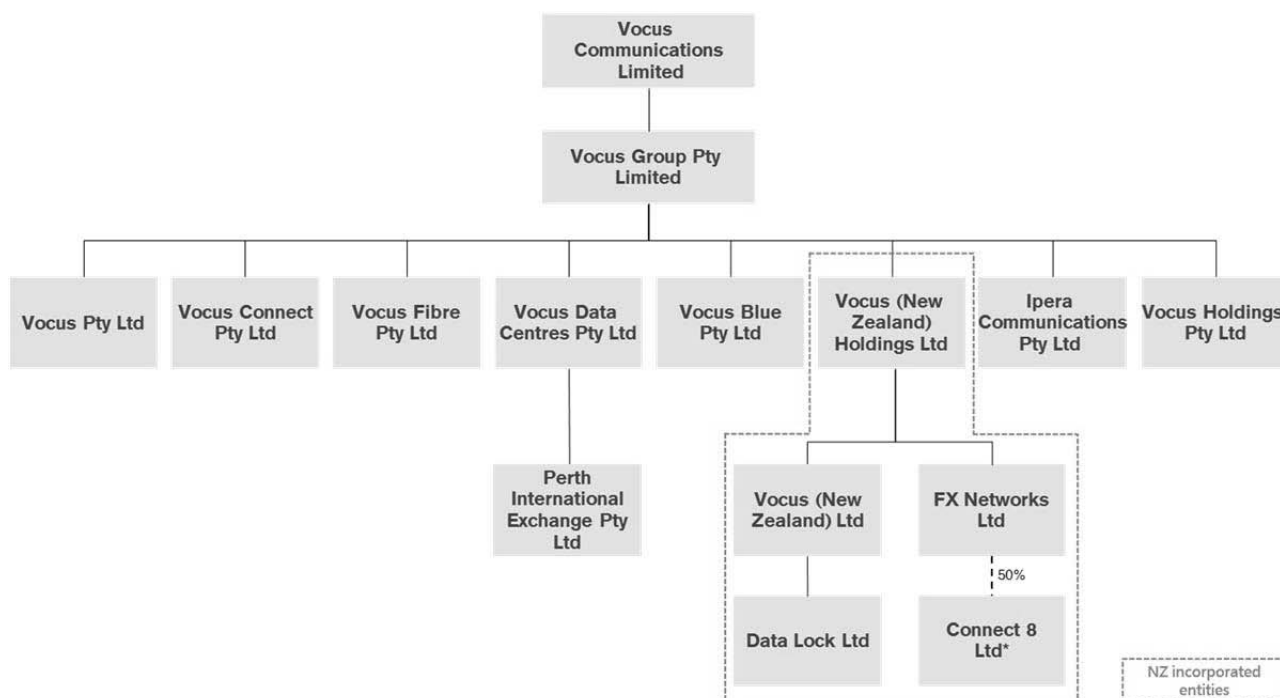 Vocus
Communications
Limited
Vocus Group Pty
Limited
Vocus Pty Ltd
Vocus Connect
Pty Ltd
Vocus Fibre
Pty Ltd
Vocus Data
Centres Pty Ltd
Vocus Blue
Pty Ltd
Vocus (New
Zealand)
Holdings Ltd
Ipera
Communications
Pty Ltd
Vocus Holdings
Pty Ltd
Perth
International
Exchange Pty
Ltd
Vocus (New
Zealand) Ltd
FX Networks
Ltd
50%
Data Lock Ltd
Connect 8
Ltd*
NZ incorporated
entities